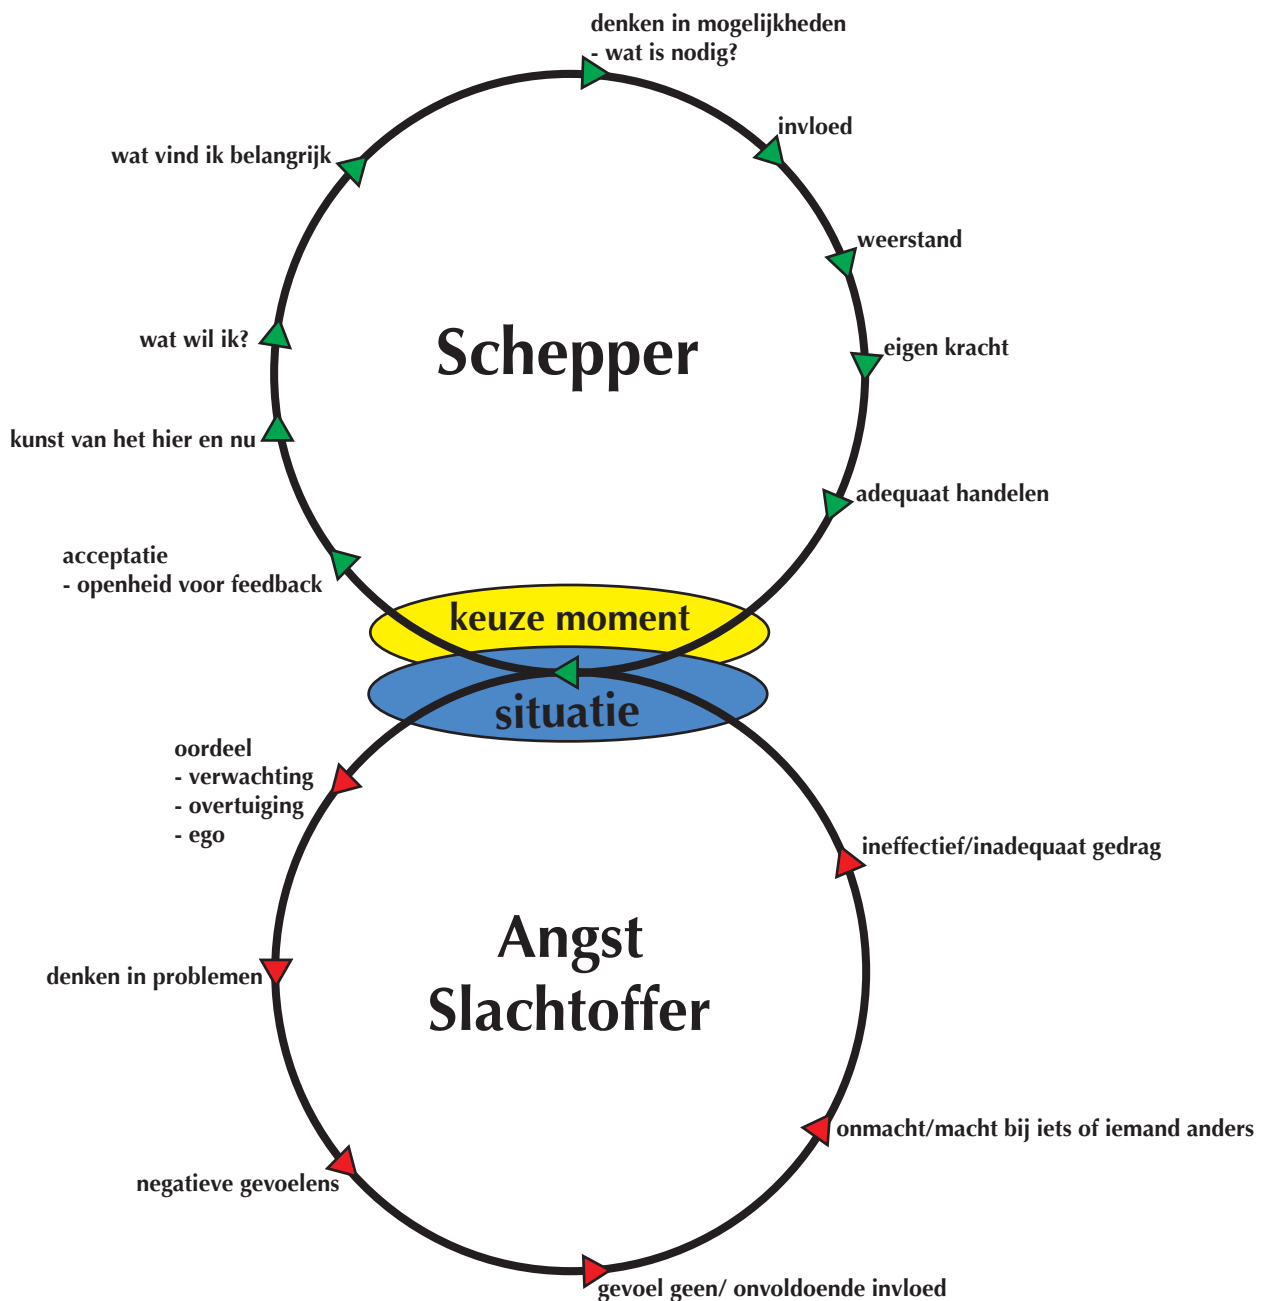 denken in mogelijkheden
- wat is nodig?
invloed
wat vind ik belangrijk
weerstand
wat wil ik?
Schepper
eigen kracht
kunst van het hier en nu
adequaat handelen
acceptatie
- openheid voor feedback
keuze moment
situatie
oordeel
- verwachting
- overtuiging
- ego
ineffectief/inadequaat gedrag
Angst
Slachtoffer
denken in problemen
onmacht/macht bij iets of iemand anders
negatieve gevoelens
gevoel geen/ onvoldoende invloed